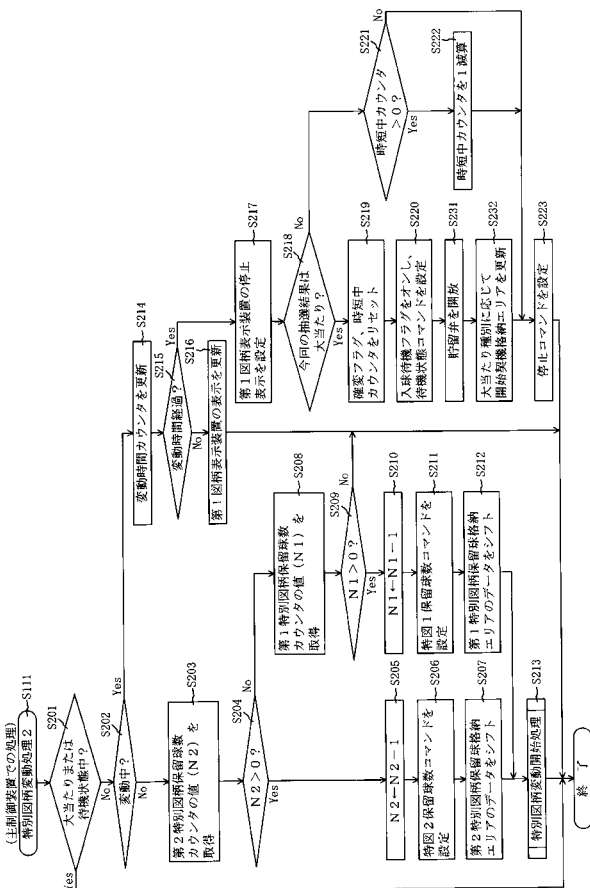 (主制御装置での処理)
特別図柄変動処理2
S111
S201
大当たりまたは
待機状態中?
Yes
No
S202
変動中?
Yes
No
S203
第2特別図柄保留球数
カウンタの値(N2)を
取得
S204
N2>0?
No
Yes
S205
N2←N2-1
S206
特図2保留球数コマンドを
設定
S207
第2特別図柄保留球格納
エリアのデータをシフト
S208
第1特別図柄保留球数
カウンタの値(N1)を
取得
S209
N1>0?
No
Yes
S210
N1←N1-1
S211
特図1保留球数コマンドを
設定
S212
第1特別図柄保留球格納
エリアのデータをシフト
S213
特別図柄変動開始処理
S214
変動時間カウンタを更新
S215
変動時間経過?
Yes
No
S216
第1図柄表示装置の表示を更新
S217
第1図柄表示装置の停止
表示を設定
S218
今回の抽選結果は
大当たり?
No
Yes
S219
確変フラグ、時短中
カウンタをリセット
S220
入球待機フラグをオンし、
待機状態コマンドを設定
S231
貯留弁を開放
S232
大当たり種別に応じて
開始契機格納エリアを更新
S221
時短中カウンタ
>0?
No
Yes
S222
時短中カウンタを1減算
S223
停止コマンドを設定
終了